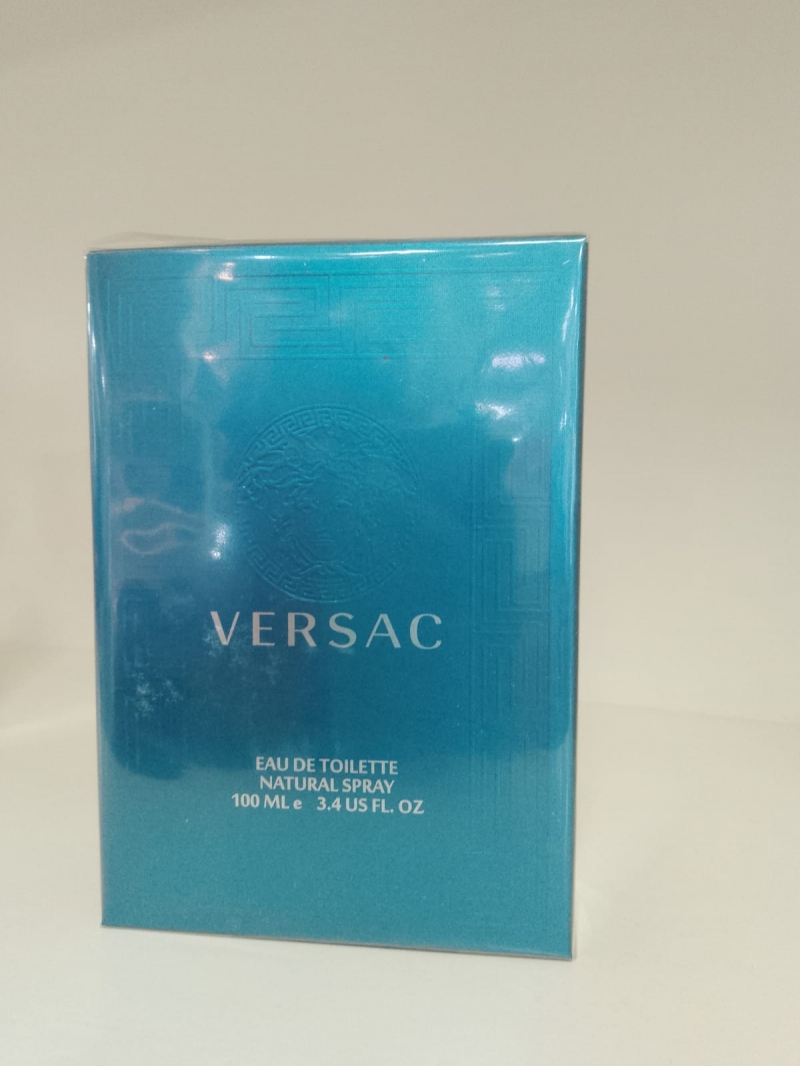 VERSAC
EAU DE TOILETTE
NATURAL SPRAY
100 ML e 3.4 US FL. OZ